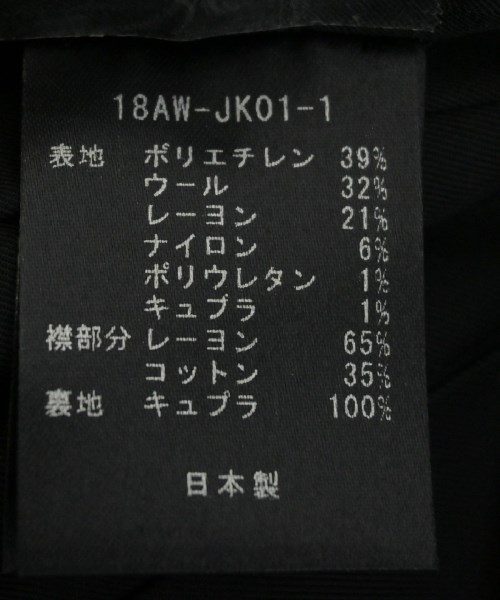 18AW-JK01-1
表地 ポリエチレン 39%
ウール 32%
レーヨン 21%
ナイロン 6%
ポリウレタン 1%
キュプラ 1%
襟部分 レーヨン 65%
コットン 35%
裏地 キュプラ 100%
日本製